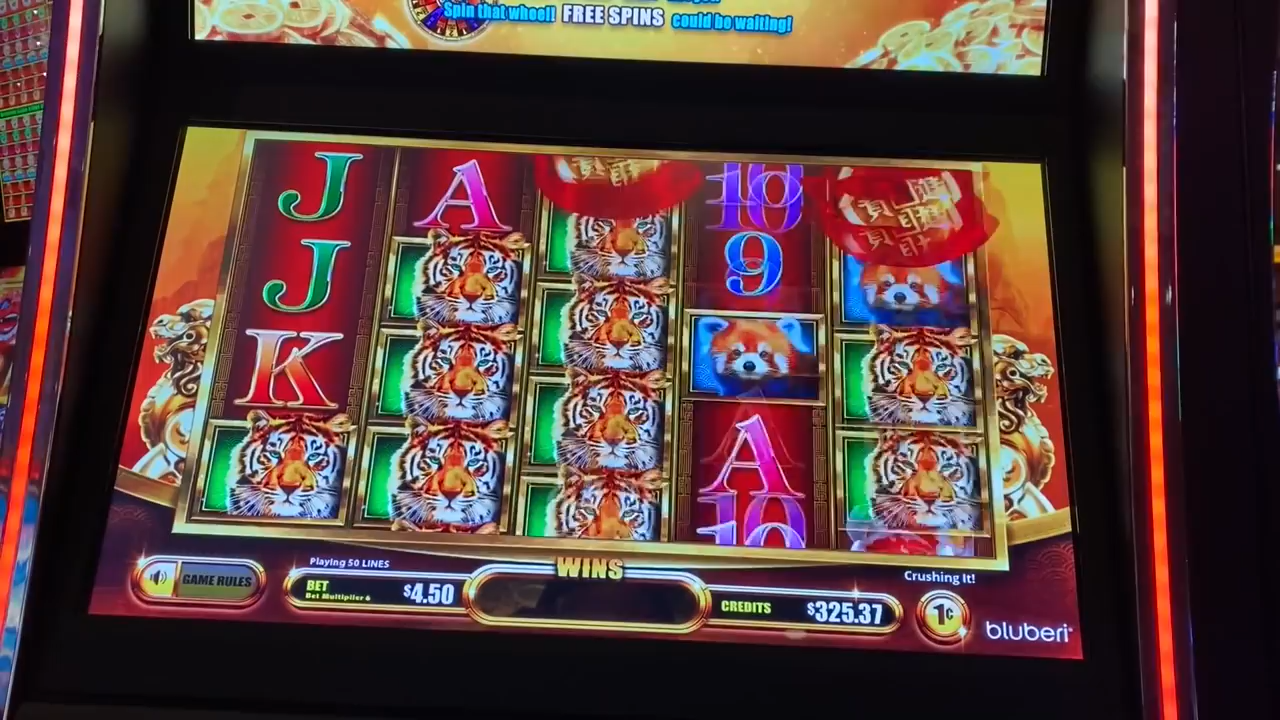 Spin that wheel! FREE SPINS could be waiting!
J
A
10
J
9
K
A
10
Playing 50 LINES
WINS
Crushing It!
GAME RULES
BET
Bet Multiplier 6
$4.50
CREDITS
$325.37
1¢
bluberi